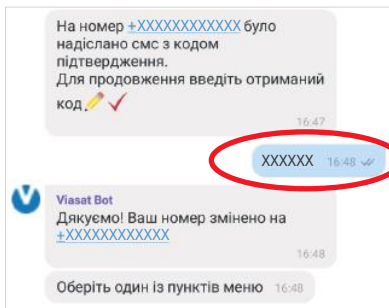 На номер +XXXXXXXXXXXX було
надіслано смс з кодом
підтвердження.
Для продовження введіть отриманий
код
16:47
XXXXXX 16:48
Viasat Bot
Дякуємо! Ваш номер змінено на
+XXXXXXXXXXXX
16:48
Оберіть один із пунктів меню 16:48